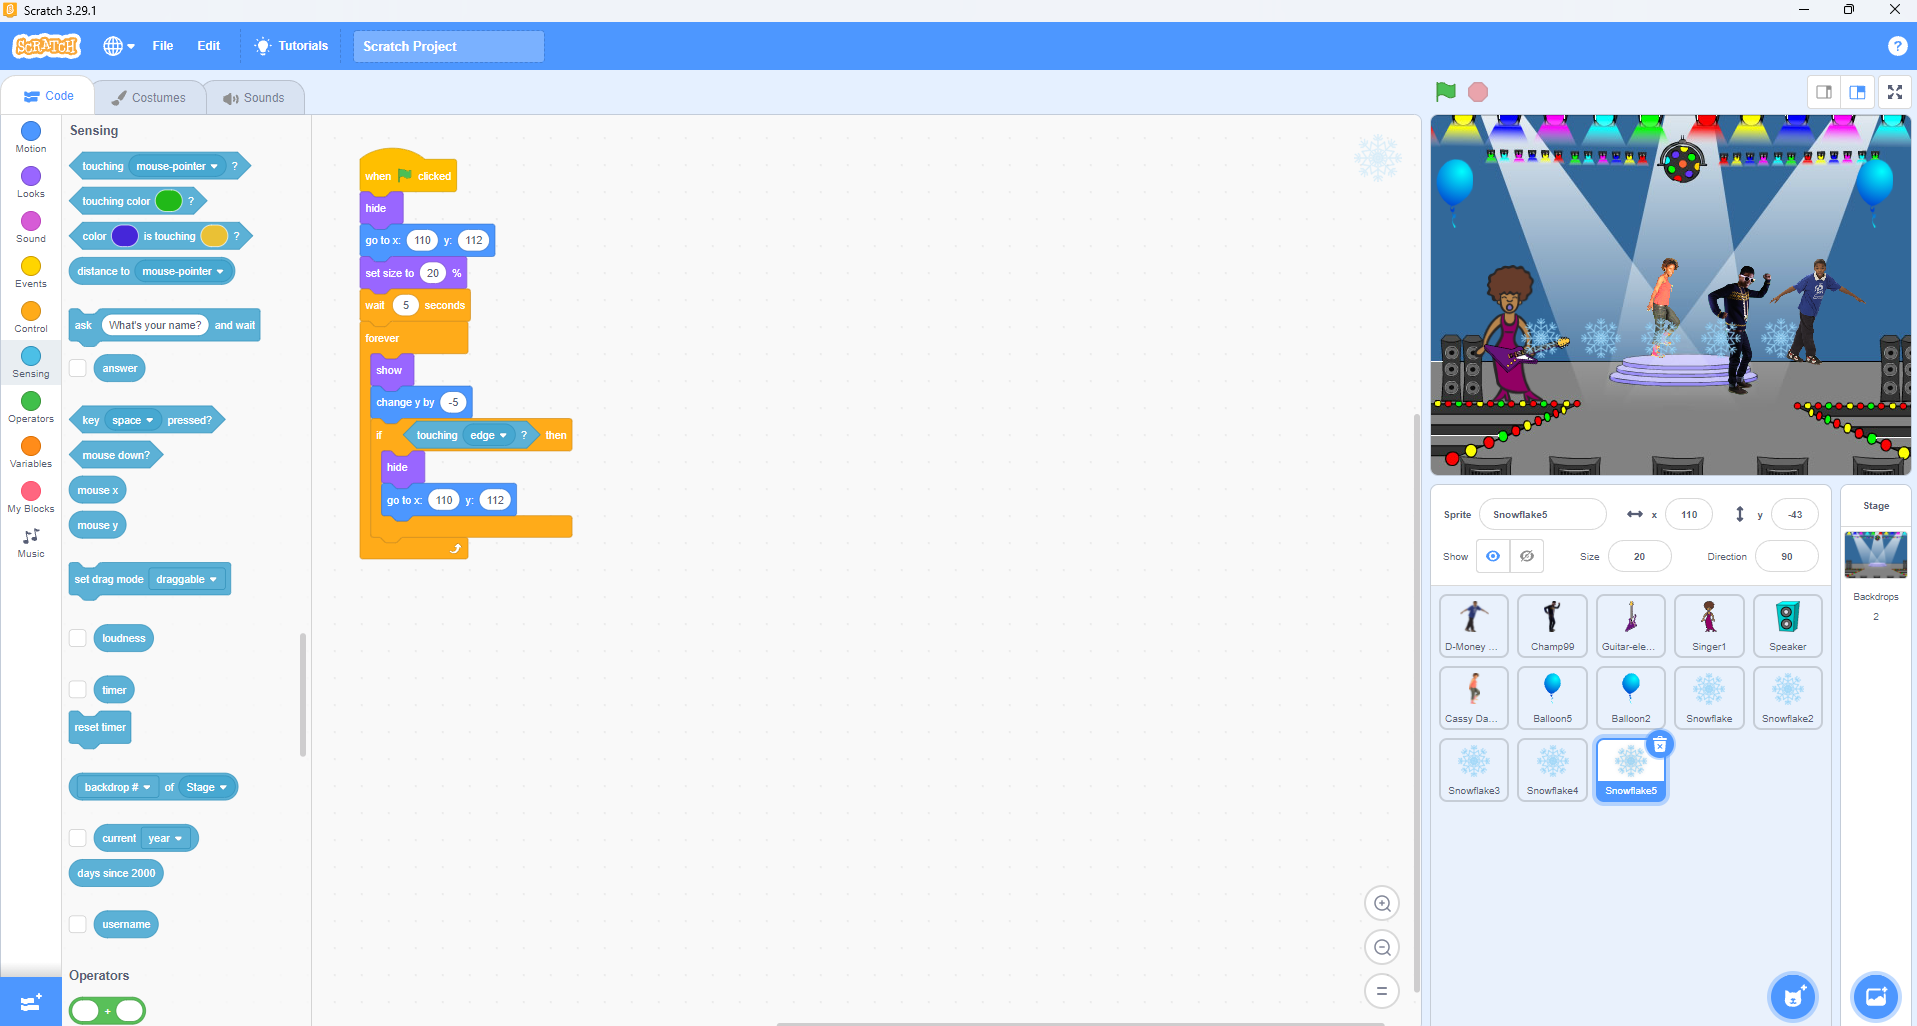 Scratch 3.29.1
SCRATCH
File
Edit
Tutorials
Scratch Project
?
Code
Costumes
Sounds
Motion
Looks
Sound
Events
Control
Sensing
Operators
Variables
My Blocks
Music
Sensing
touching mouse-pointer ?
touching color ?
color is touching ?
distance to mouse-pointer
ask What's your name? and wait
answer
key space pressed?
mouse down?
mouse x
mouse y
set drag mode draggable
loudness
timer
reset timer
backdrop # of Stage
current year
days since 2000
username
Operators
+
when clicked
hide
go to x: 110 y: 112
set size to 20 %
wait 5 seconds
forever
show
change y by -5
if touching edge ? then
hide
go to x: 110 y: 112
Sprite Snowflake5 x 110 y -43
Show Size 20 Direction 90
D-Money ...
Champ99
Guitar-ele...
Singer1
Speaker
Cassy Da...
Balloon5
Balloon2
Snowflake
Snowflake2
Snowflake3
Snowflake4
Snowflake5
Stage
Backdrops
2